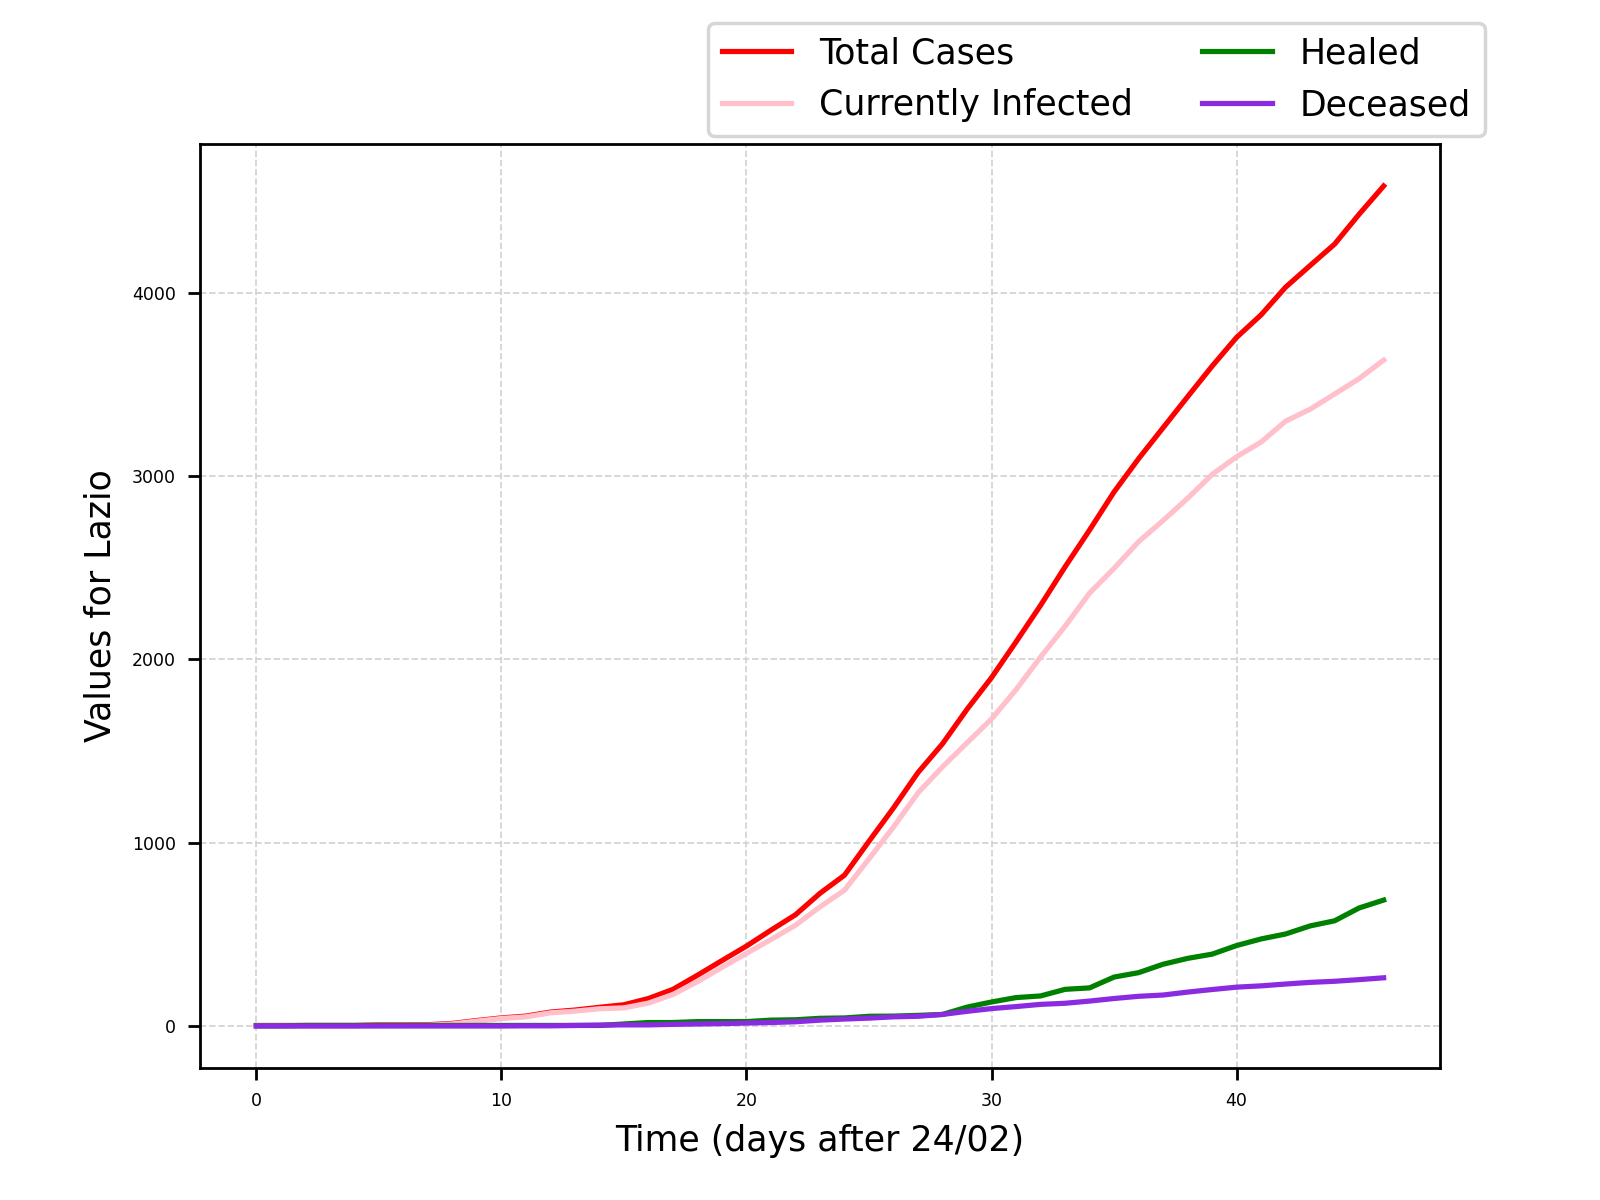 Total Cases
Currently Infected
Healed
Deceased
Values for Lazio
4000
3000
2000
1000
0
0 10 20 30 40
Time (days after 24/02)